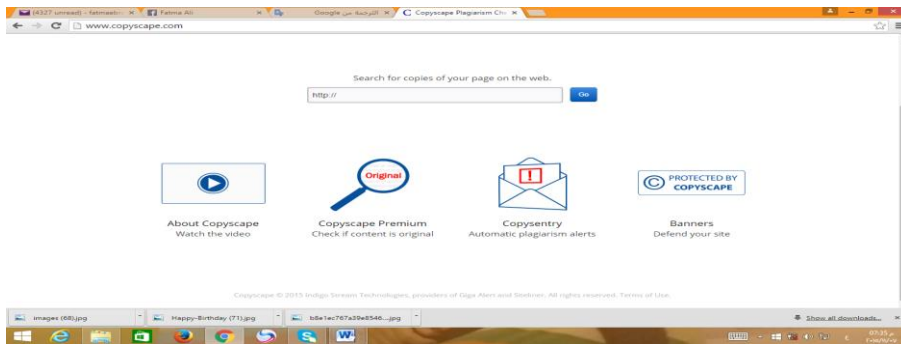 (4327 unread) - fatmaebr
Fatma Ali
الترجمة من Google
Copyscape Plagiarism Che
www.copyscape.com
Search for copies of your page on the web.
http://
Go
Original
PROTECTED BY
COPYSCAPE
About Copyscape
Watch the video
Copyscape Premium
Check if content is original
Copysentry
Automatic plagiarism alerts
Banners
Defend your site
Copyscape © 2015 Indigo Stream Technologies, providers of Giga Alert and Siteliner. All rights reserved. Terms of Use.
images (68).jpg
Happy-Birthday (71).jpg
b8e1ec767a39e8546....jpg
Show all downloads...